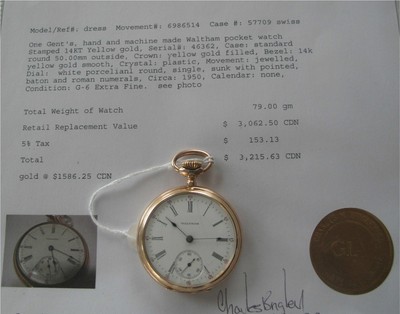 Model/Ref#: dress Movement#: 6986514 Case #: 57709 swiss
One Gent's, hand and machine made Waltham pocket watch
Stamped 14KT Yellow gold, Serial#: 46362, Case: standard
round 50.00mm outside, Crown: yellow gold filled, Bezel: 14k
yellow gold smooth, Crystal: plastic, Movement: jewelled,
Dial: white porcelianl round, single, sunk with pointed,
baton and roman numerals, Circa: 1950, Calendar: none,
Condition: G-6 Extra Fine. see photo
Total Weight of Watch 79.00 gm
Retail Replacement Value $ 3,062.50 CDN
5% Tax $ 153.13
Total $ 3,215.63 CDN
gold @ $1586.25 CDN
Charles